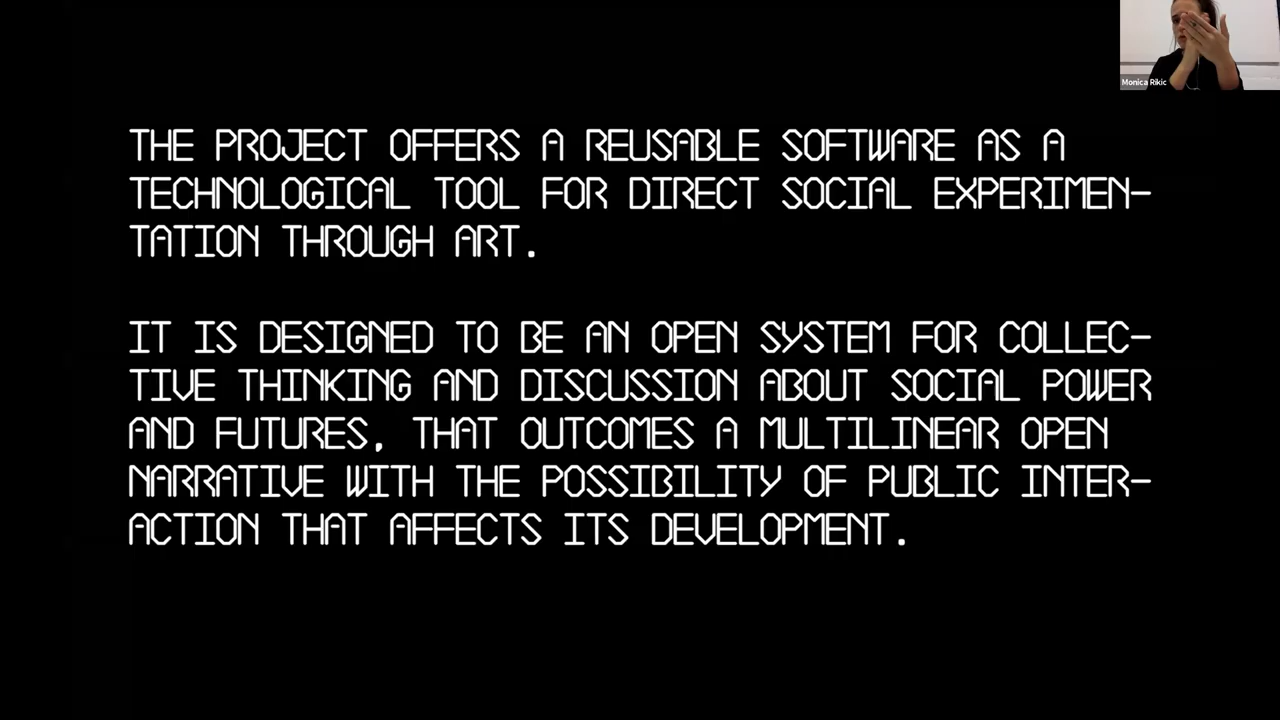 Monica Rikic
THE PROJECT OFFERS A REUSABLE SOFTWARE AS A
TECHNOLOGICAL TOOL FOR DIRECT SOCIAL EXPERIMEN-
TATION THROUGH ART.
IT IS DESIGNED TO BE AN OPEN SYSTEM FOR COLLEC-
TIVE THINKING AND DISCUSSION ABOUT SOCIAL POWER
AND FUTURES, THAT OUTCOMES A MULTILINEAR OPEN
NARRATIVE WITH THE POSSIBILITY OF PUBLIC INTER-
ACTION THAT AFFECTS ITS DEVELOPMENT.